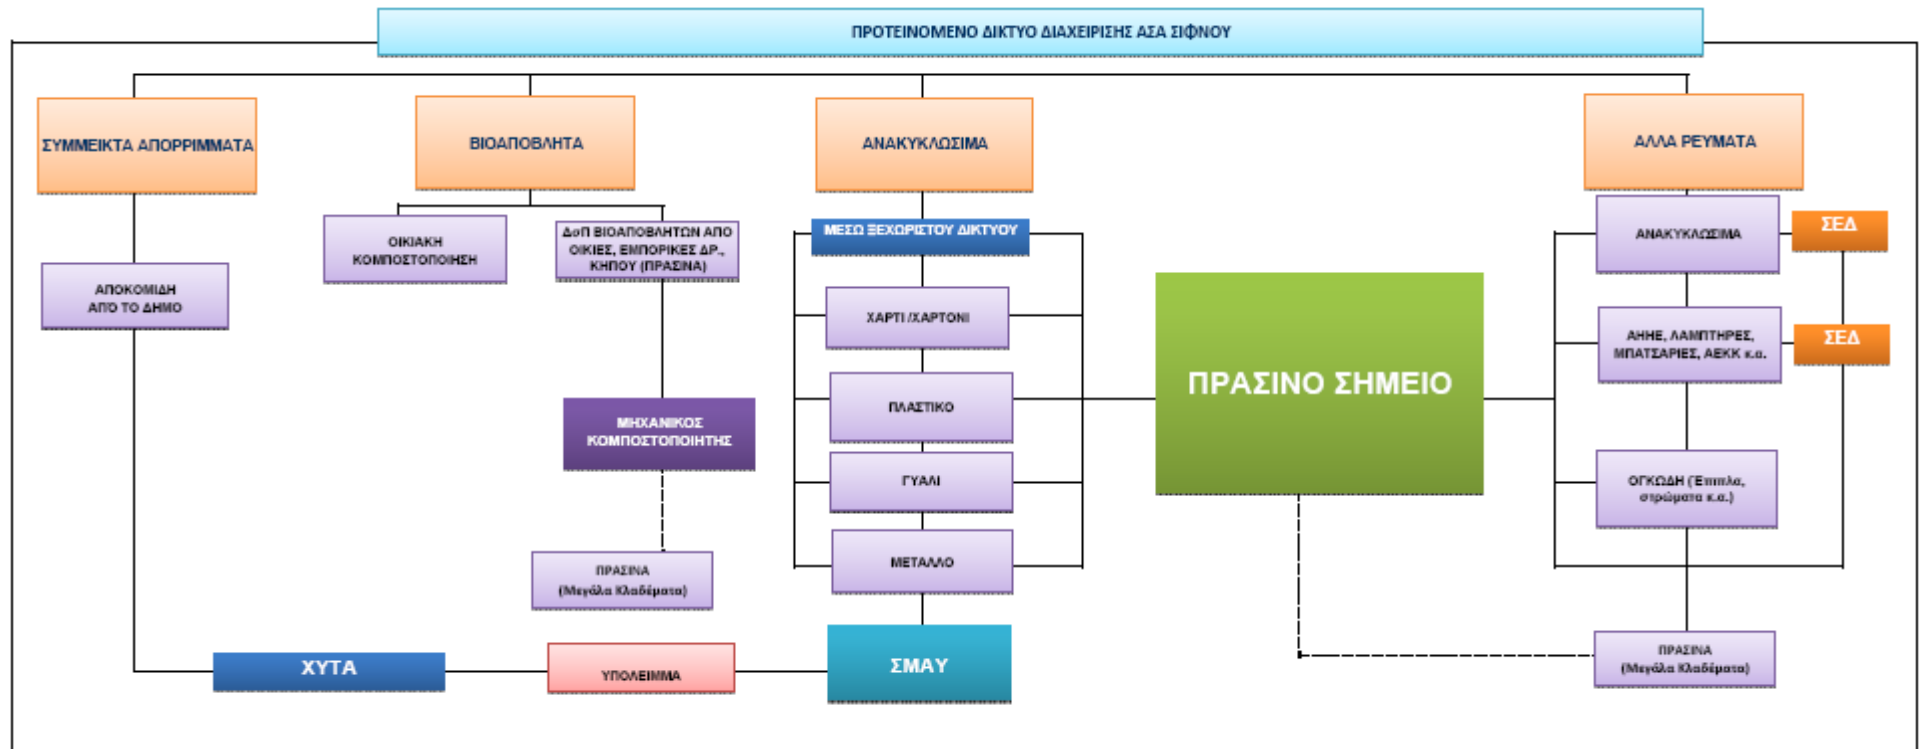 ΠΡΟΤΕΙΝΟΜΕΝΟ ΔΙΚΤΥΟ ΔΙΑΧΕΙΡΙΣΗΣ ΑΣΑ ΣΙΦΝΟΥ
ΣΥΜΜΕΙΚΤΑ ΑΠΟΡΡΙΜΜΑΤΑ
ΑΠΟΚΟΜΙΔΗ
ΑΠΟ ΤΟ ΔΗΜΟ
ΒΙΟΑΠΟΒΛΗΤΑ
ΟΙΚΙΑΚΗ
ΚΟΜΠΟΣΤΟΠΟΙΗΣΗ
ΔσΠ ΒΙΟΑΠΟΒΛΗΤΩΝ ΑΠΟ
ΟΙΚΙΕΣ, ΕΜΠΟΡΙΚΕΣ ΔΡ.,
ΚΗΠΟΥ (ΠΡΑΣΙΝΑ)
ΜΗΧΑΝΙΚΟΣ
ΚΟΜΠΟΣΤΟΠΟΙΗΤΗΣ
ΠΡΑΣΙΝΑ
(Μεγάλα Κλαδέματα)
ΑΝΑΚΥΚΛΩΣΙΜΑ
ΜΕΣΩ ΞΕΧΩΡΙΣΤΟΥ ΔΙΚΤΥΟΥ
ΧΑΡΤΙ /ΧΑΡΤΟΝΙ
ΠΛΑΣΤΙΚΟ
ΓΥΑΛΙ
ΜΕΤΑΛΛΟ
ΣΜΑΥ
ΥΠΟΛΕΙΜΜΑ
ΧΥΤΑ
ΠΡΑΣΙΝΟ ΣΗΜΕΙΟ
ΑΛΛΑ ΡΕΥΜΑΤΑ
ΑΝΑΚΥΚΛΩΣΙΜΑ
ΣΕΔ
ΑΗΗΕ, ΛΑΜΠΤΗΡΕΣ,
ΜΠΑΤΣΑΡΙΕΣ, ΑΕΚΚ κ.α.
ΣΕΔ
ΟΓΚΩΔΗ (Έπιπλα,
στρώματα κ.α.)
ΠΡΑΣΙΝΑ
(Μεγάλα Κλαδέματα)